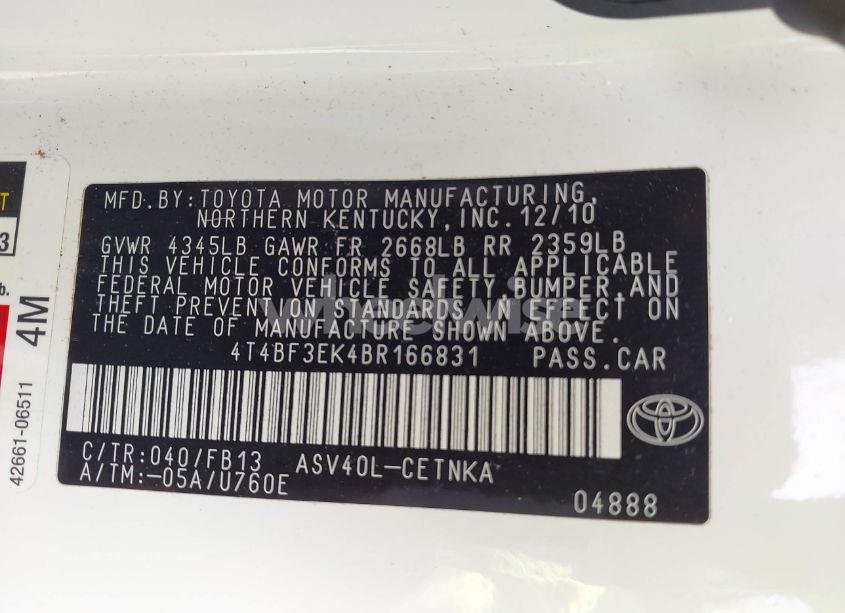 MFD.BY:TOYOTA MOTOR MANUFACTURING,
NORTHERN KENTUCKY,INC.12/10
GVWR 4345LB GAWR FR 2668LB RR 2359LB
THIS VEHICLE CONFORMS TO ALL APPLICABLE
FEDERAL MOTOR VEHICLE SAFETY BUMPER,AND
THEFT PREVENTION STANDARDS IN EFFECT ON
THE DATE OF MANUFACTURE SHOWN ABOVE.
4T4BF3EK4BR166831 PASS.CAR
C/TR:040/FB13 ASV40L-CETNKA
A/TM:-05A/U760E
04888
4M
42661-06511
T
3
b.